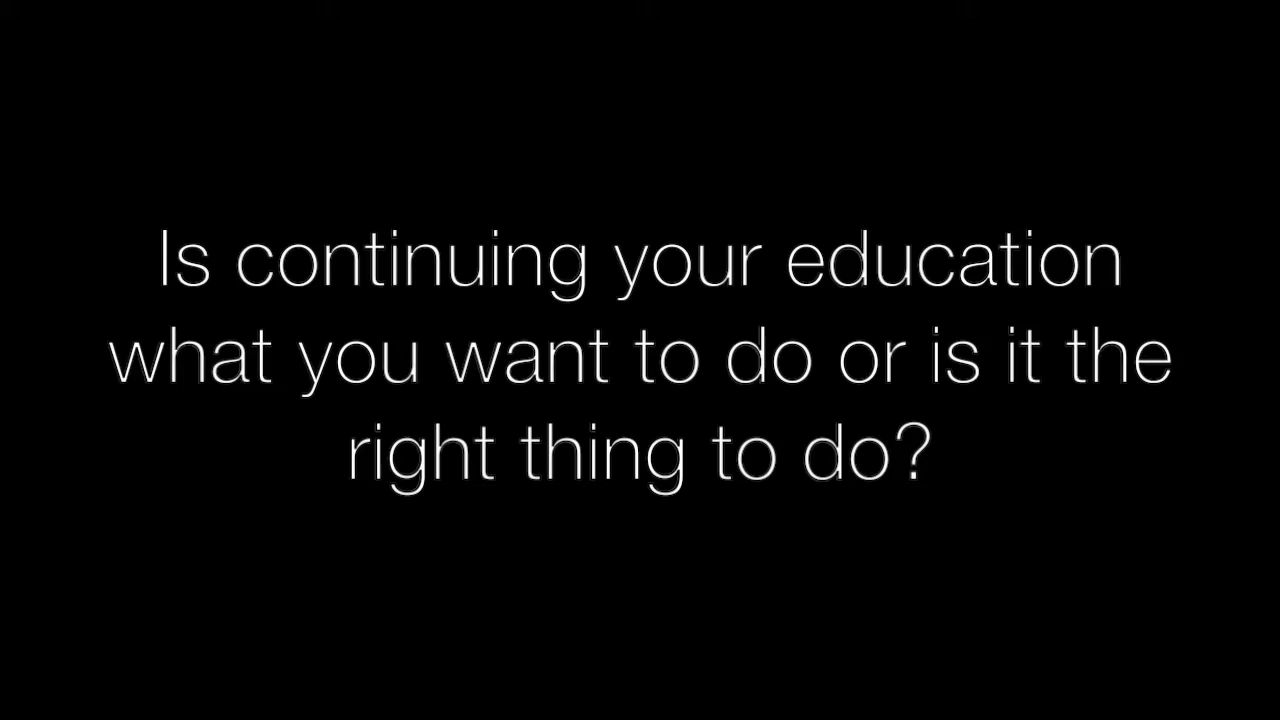 Is continuing your education
what you want to do or is it the
right thing to do?